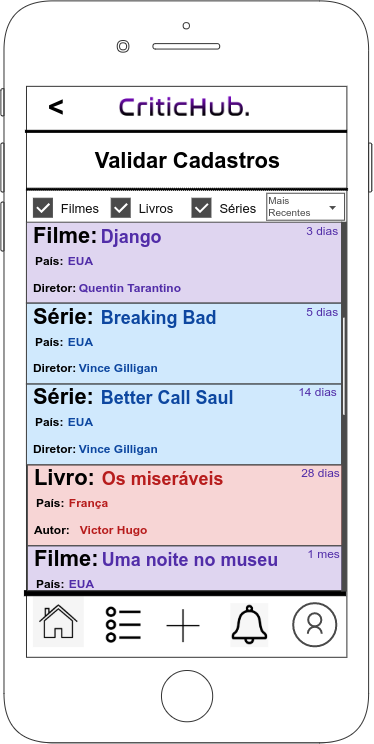 <
CriticHub.
Validar Cadastros
Filmes Livros Séries Mais Recentes
Filme: Django 3 dias
País: EUA
Diretor: Quentin Tarantino
Série: Breaking Bad 5 dias
País: EUA
Diretor: Vince Gilligan
Série: Better Call Saul 14 dias
País: EUA
Diretor: Vince Gilligan
Livro: Os miseráveis 28 dias
País: França
Autor: Victor Hugo
Filme: Uma noite no museu 1 mes
País: EUA